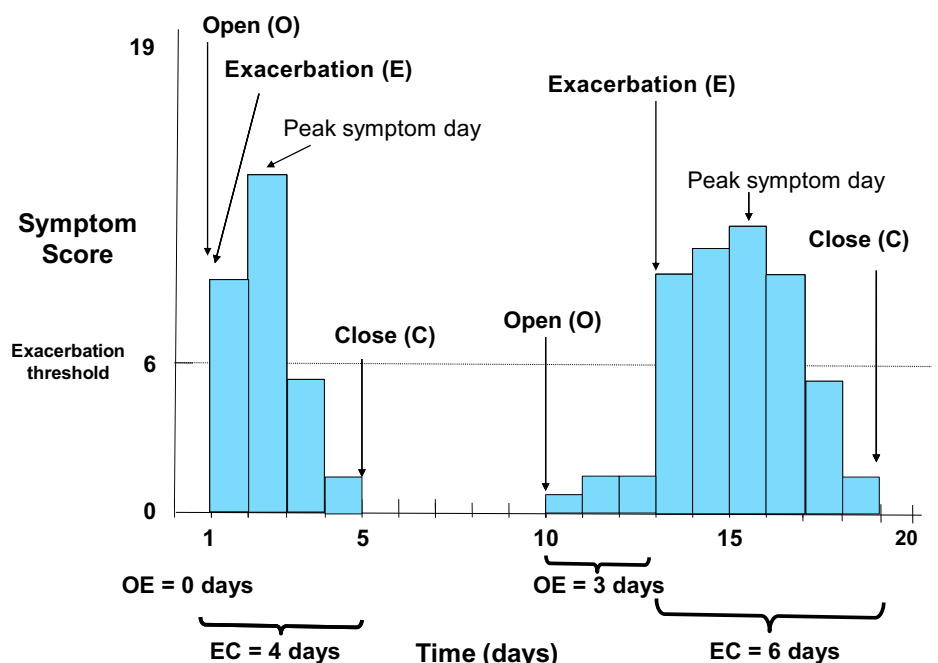 Open (O)
19
Exacerbation (E)
Exacerbation (E)
Peak symptom day
Peak symptom day
Symptom
Score
Close (C)
Open (O)
Close (C)
Exacerbation
threshold
6
0
1
5
10
15
20
OE = 0 days
OE = 3 days
EC = 4 days
Time (days)
EC = 6 days